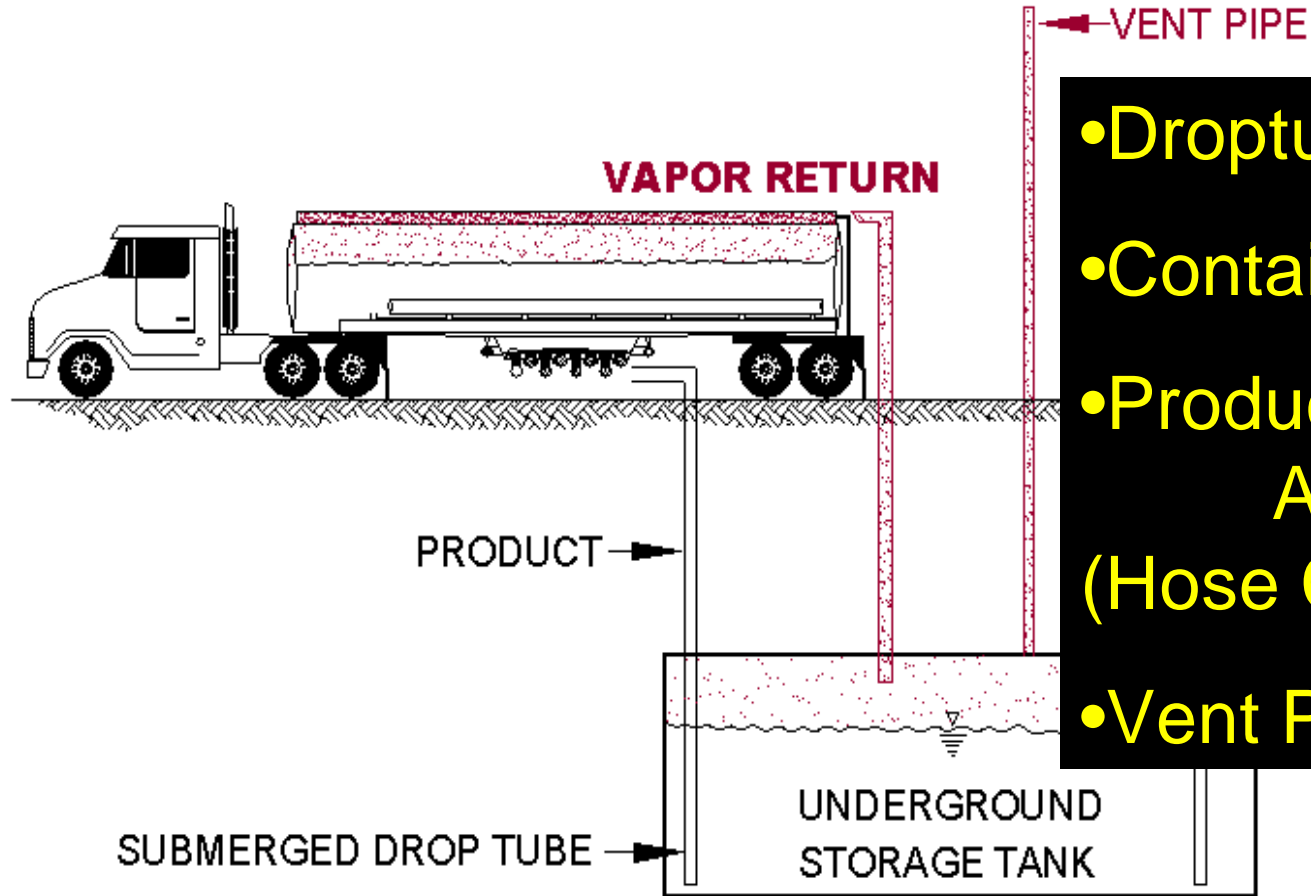 VENT PIPE
VAPOR RETURN
•Droptu
•Contai
•Produc
A
(Hose
•Vent P
PRODUCT
UNDERGROUND
STORAGE TANK
SUBMERGED DROP TUBE